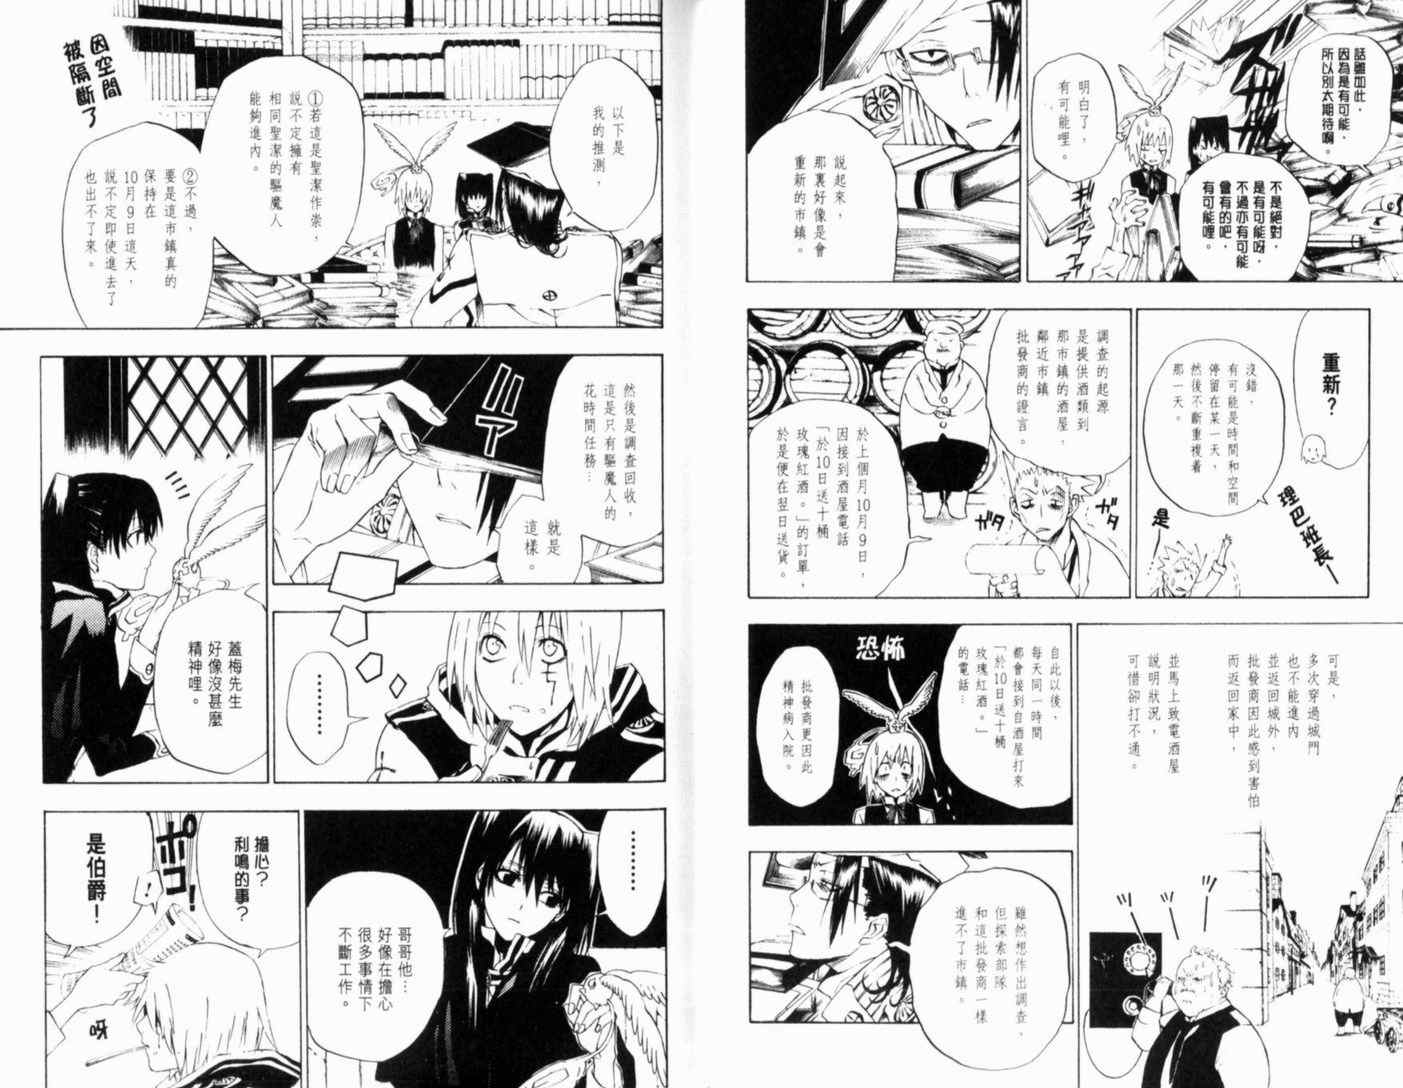 話雖如此，
因為是有可能，
所以別太期待啊。
不是絕對，
是有可能呀，
不過亦有可能
會有的吧，
有可能哩。
明白了，
有可能哩。
說起來，
那裏好像是會
重新的市鎮。
重新？
沒錯，
有可能是時間和空間
停留在某一天，
然後不斷重複着
那一天。
理巴班長—
是
調查的起源
是提供酒類到
那市鎮的酒屋，
鄰近市鎮
批發商的證言。
ガタ
ガタ
於上個月10月9日，
因接到酒屋電話
「於10日送十桶
玫瑰紅酒。」的訂單，
於是便在翌日送貨。
可是，
多次穿過城門
也不能進內
並返回城外，
批發商因此感到害怕
而返回家中，
並馬上致電酒屋
說明狀況，
可惜卻打不通。
自此以後，
每天同一時間
都會接到自酒屋打來
「於10日送十桶
玫瑰紅酒。」
的電話…
恐怖
批發商更因此
精神病入院。
雖然想作出調查，
但探索部隊
和這批發商一樣
進不了市鎮。
以下是
我的推測，
①若這是聖潔作祟，
說不定擁有
相同聖潔的驅魔人
能夠進內。
②不過，
要是這市鎮真的
保持在
10月9日這天，
說不定即使進去了
也出不了來。
因空間
被隔斷了
然後是調查回收，
這是只有驅魔人的
花時間任務…
就是
這樣。
………
蓋梅先生
好像沒甚麼
精神哩。
………
哥哥他…
好像在擔心
很多事情下
不斷工作。
擔心？
利鳴的事？
ポコ！
！
是伯爵！
呀